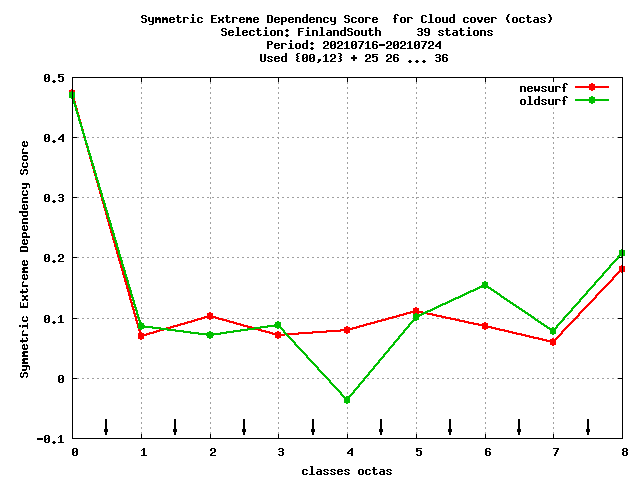 Symmetric Extreme Dependency Score  for Cloud cover (octas)
Selection: FinlandSouth     39 stations
Period: 20210716-20210724
Used {00,12} + 25 26 ... 36
newsurf
oldsurf
Symmetric Extreme Dependency Score
0.5
0.4
0.3
0.2
0.1
0
-0.1
0 1 2 3 4 5 6 7 8
classes octas